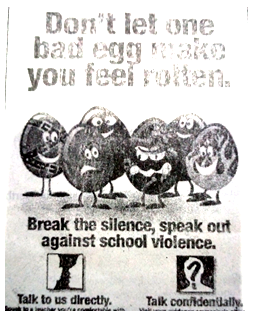 Don't let one
bad egg make
you feel rotten.
Break the silence, speak out
against school violence.
Talk to us directly.
Talk confidentially.